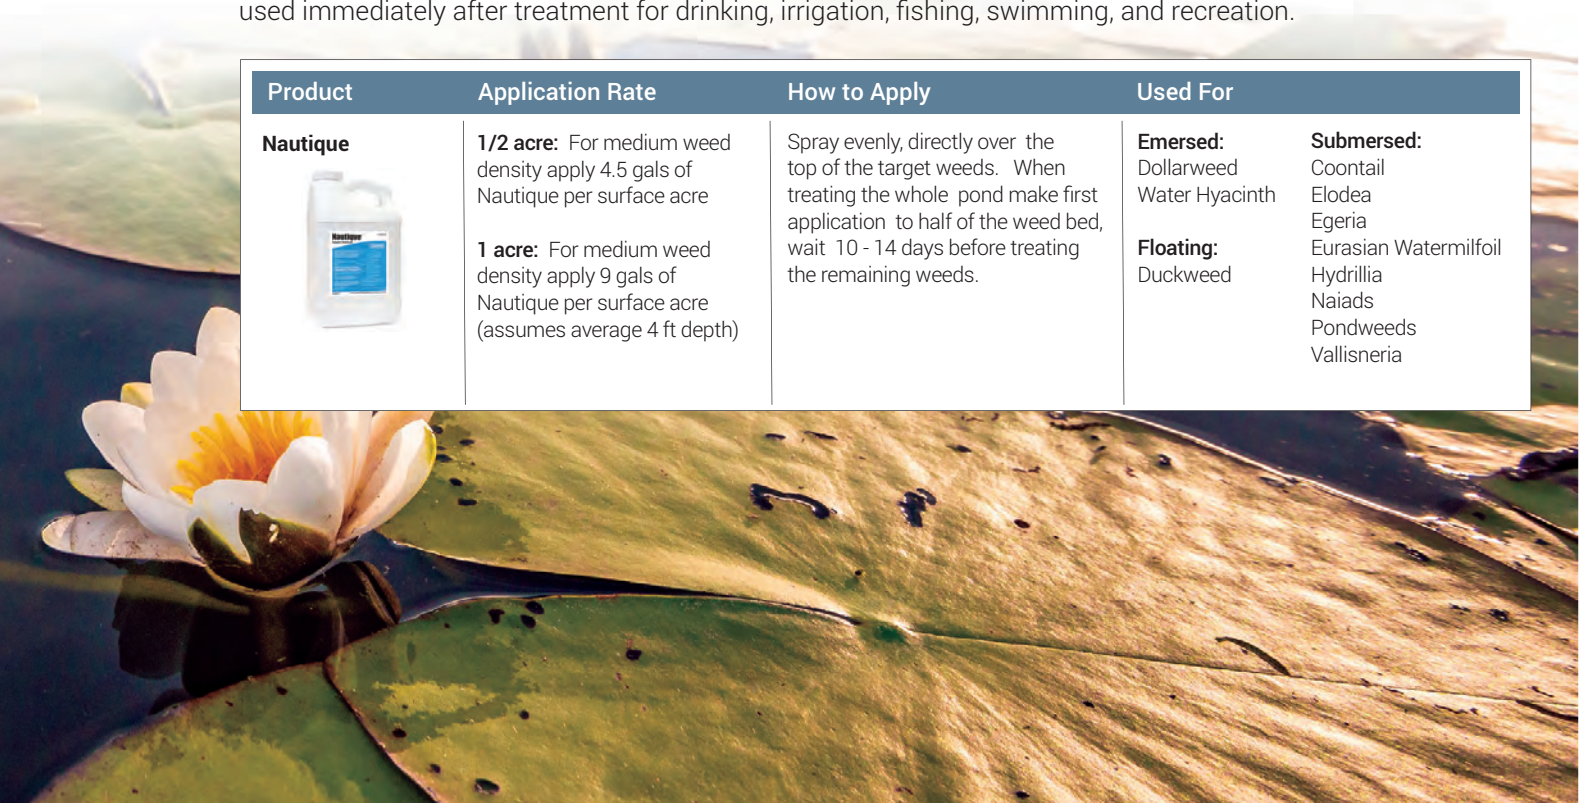 used immediately after treatment for drinking, irrigation, fishing, swimming, and recreation.
Product
Application Rate
How to Apply
Used For
Nautique
Nautique
1/2 acre: For medium weed
density apply 4.5 gals of
Nautique per surface acre
1 acre: For medium weed
density apply 9 gals of
Nautique per surface acre
(assumes average 4 ft depth)
Spray evenly, directly over the
top of the target weeds. When
treating the whole pond make first
application to half of the weed bed,
wait 10 - 14 days before treating
the remaining weeds.
Emersed:
Dollarweed
Water Hyacinth
Floating:
Duckweed
Submersed:
Coontail
Elodea
Egeria
Eurasian Watermilfoil
Hydrillia
Naiads
Pondweeds
Vallisneria